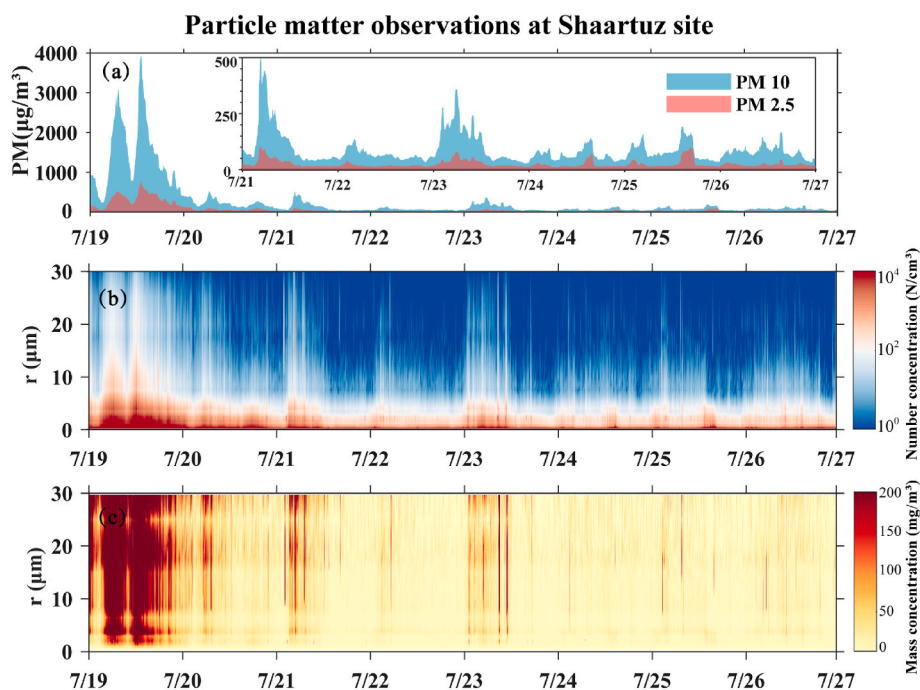 Particle matter observations at Shaartuz site
(a)
PM(μg/m³)
4000
3000
2000
1000
0
7/19 7/20 7/21 7/22 7/23 7/24 7/25 7/26 7/27
500
250
0
7/21 7/22 7/23 7/24 7/25 7/26 7/27
PM 10
PM 2.5
(b)
r (μm)
30
20
10
0
7/19 7/20 7/21 7/22 7/23 7/24 7/25 7/26 7/27
10⁴
10²
10⁰
Number concentration (N/cm³)
(c)
r (μm)
30
20
10
0
7/19 7/20 7/21 7/22 7/23 7/24 7/25 7/26 7/27
200
150
100
50
0
Mass concentration (mg/m³)